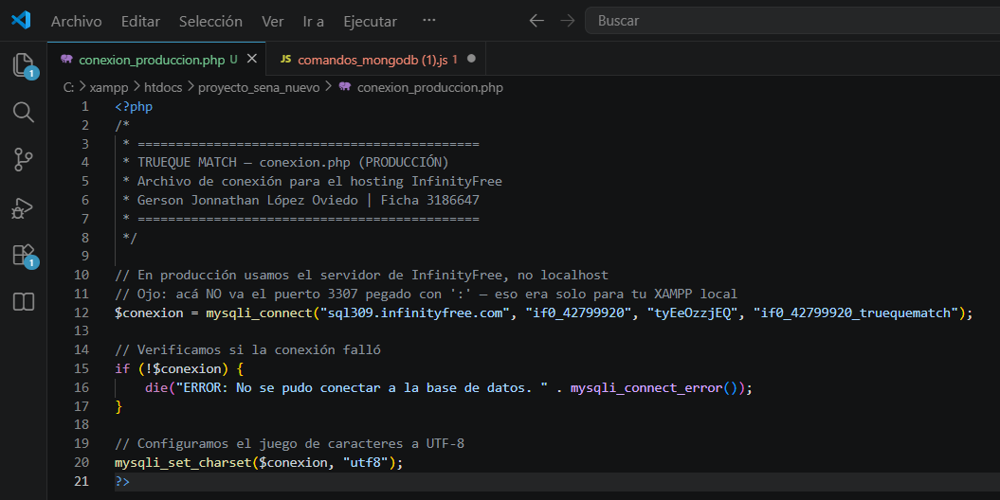 Archivo Editar Selección Ver Ir a Ejecutar ··· Buscar
conexion_produccion.php U JS comandos_mongodb (1).js 1
C: > xampp > htdocs > proyecto_sena_nuevo > conexion_produccion.php
1 <?php
2 /*
3 * =============================================
4 * TRUEQUE MATCH — conexion.php (PRODUCCIÓN)
5 * Archivo de conexión para el hosting InfinityFree
6 * Gerson Jonnathan López Oviedo | Ficha 3186647
7 * =============================================
8 */
9
10 // En producción usamos el servidor de InfinityFree, no localhost
11 // Ojo: acá NO va el puerto 3307 pegado con ':' — eso era solo para tu XAMPP local
12 $conexion = mysqli_connect("sql309.infinityfree.com", "if0_42799920", "tyEeOzzjEQ", "if0_42799920_truequematch");
13
14 // Verificamos si la conexión falló
15 if (!$conexion) {
16 die("ERROR: No se pudo conectar a la base de datos. " . mysqli_connect_error());
17 }
18
19 // Configuramos el juego de caracteres a UTF-8
20 mysqli_set_charset($conexion, "utf8");
21 ?>
1
1